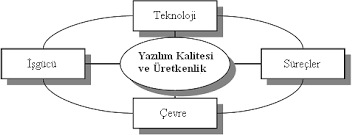 Teknoloji
İşgücü
Yazılım Kalitesi
ve Üretkenlik
Süreçler
Çevre